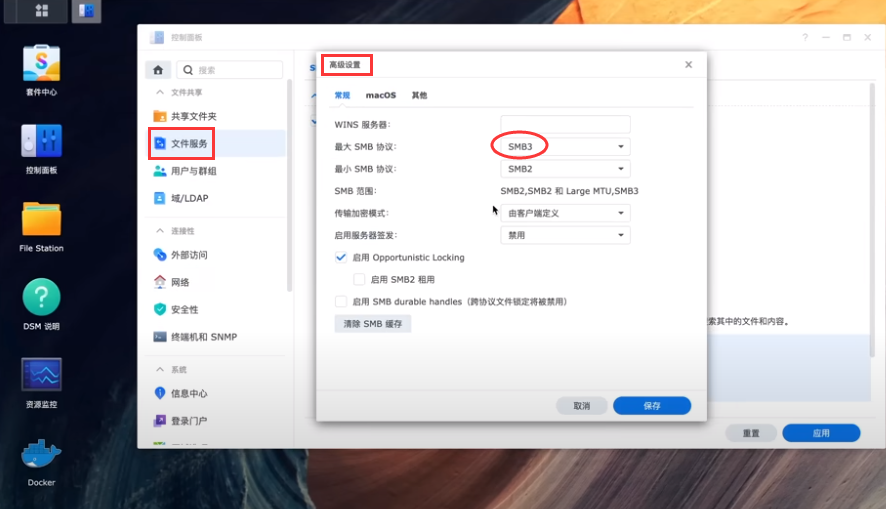 套件中心
控制面板
File Station
DSM 说明
资源监控
Docker
控制面板
搜索
文件共享
共享文件夹
文件服务
用户与群组
域/LDAP
连接性
外部访问
网络
安全性
终端机和 SNMP
系统
信息中心
登录门户
高级设置
常规 macOS 其他
WINS 服务器：
最大 SMB 协议： SMB3
最小 SMB 协议： SMB2
SMB 范围： SMB2,SMB2 和 Large MTU,SMB3
传输加密模式： 由客户端定义
启用服务器签发： 禁用
启用 Opportunistic Locking
启用 SMB2 租用
启用 SMB durable handles（跨协议文件锁定将被禁用）
清除 SMB 缓存
取消 保存
索其中的文件和内容。
重置 应用